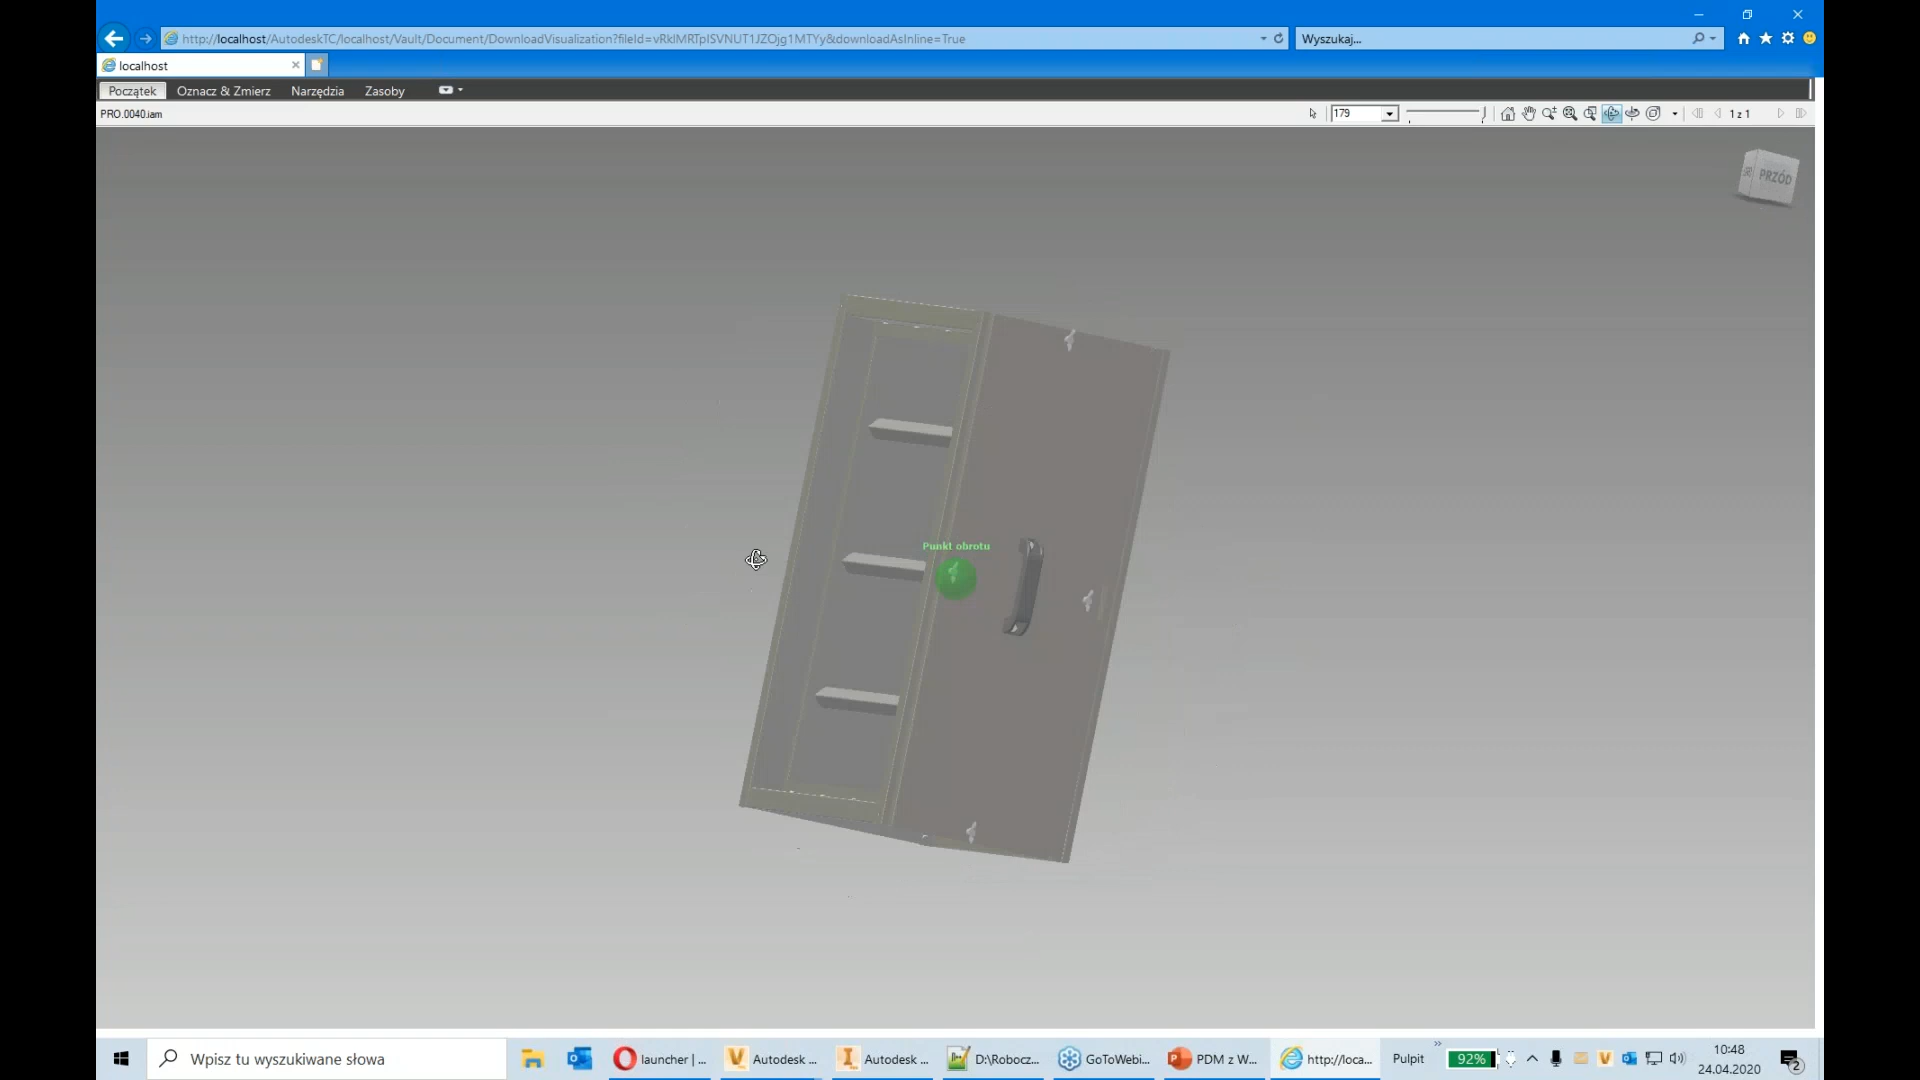 http://localhost/AutodeskTC/localhost/Vault/Document/DownloadVisualization?fileId=vRklMRTpISVNUT1JZOjg1MTYy&downloadAsInline=True
Wyszukaj...
localhost
Początek Oznacz & Zmierz Narzędzia Zasoby
PRO.0040.iam
179
1 z 1
PRZÓD
Punkt obrotu
Wpisz tu wyszukiwane słowa
launcher | ...
Autodesk ...
Autodesk ...
D:\Robocz...
GoToWebi...
PDM z W...
http://loca...
Pulpit
92%
10:48
24.04.2020
2